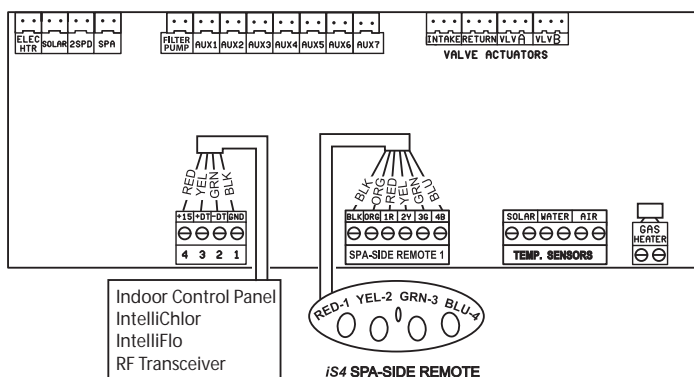 ELEC HTR SOLAR 2SPD SPA FILTER PUMP AUX1 AUX2 AUX3 AUX4 AUX5 AUX6 AUX7 INTAKE RETURN VLV A VLV B
VALVE ACTUATORS
RED YEL GRN BLK
BLK ORG RED YEL GRN BLU
+15 +DT -DT GND
4 3 2 1
BLK ORG 1R 2Y 3G 4B
SPA-SIDE REMOTE 1
SOLAR WATER AIR
TEMP. SENSORS
GAS HEATER
Indoor Control Panel
IntelliChlor
IntelliFlo
RF Transceiver
RED-1 YEL-2 GRN-3 BLU-4
iS4 SPA-SIDE REMOTE